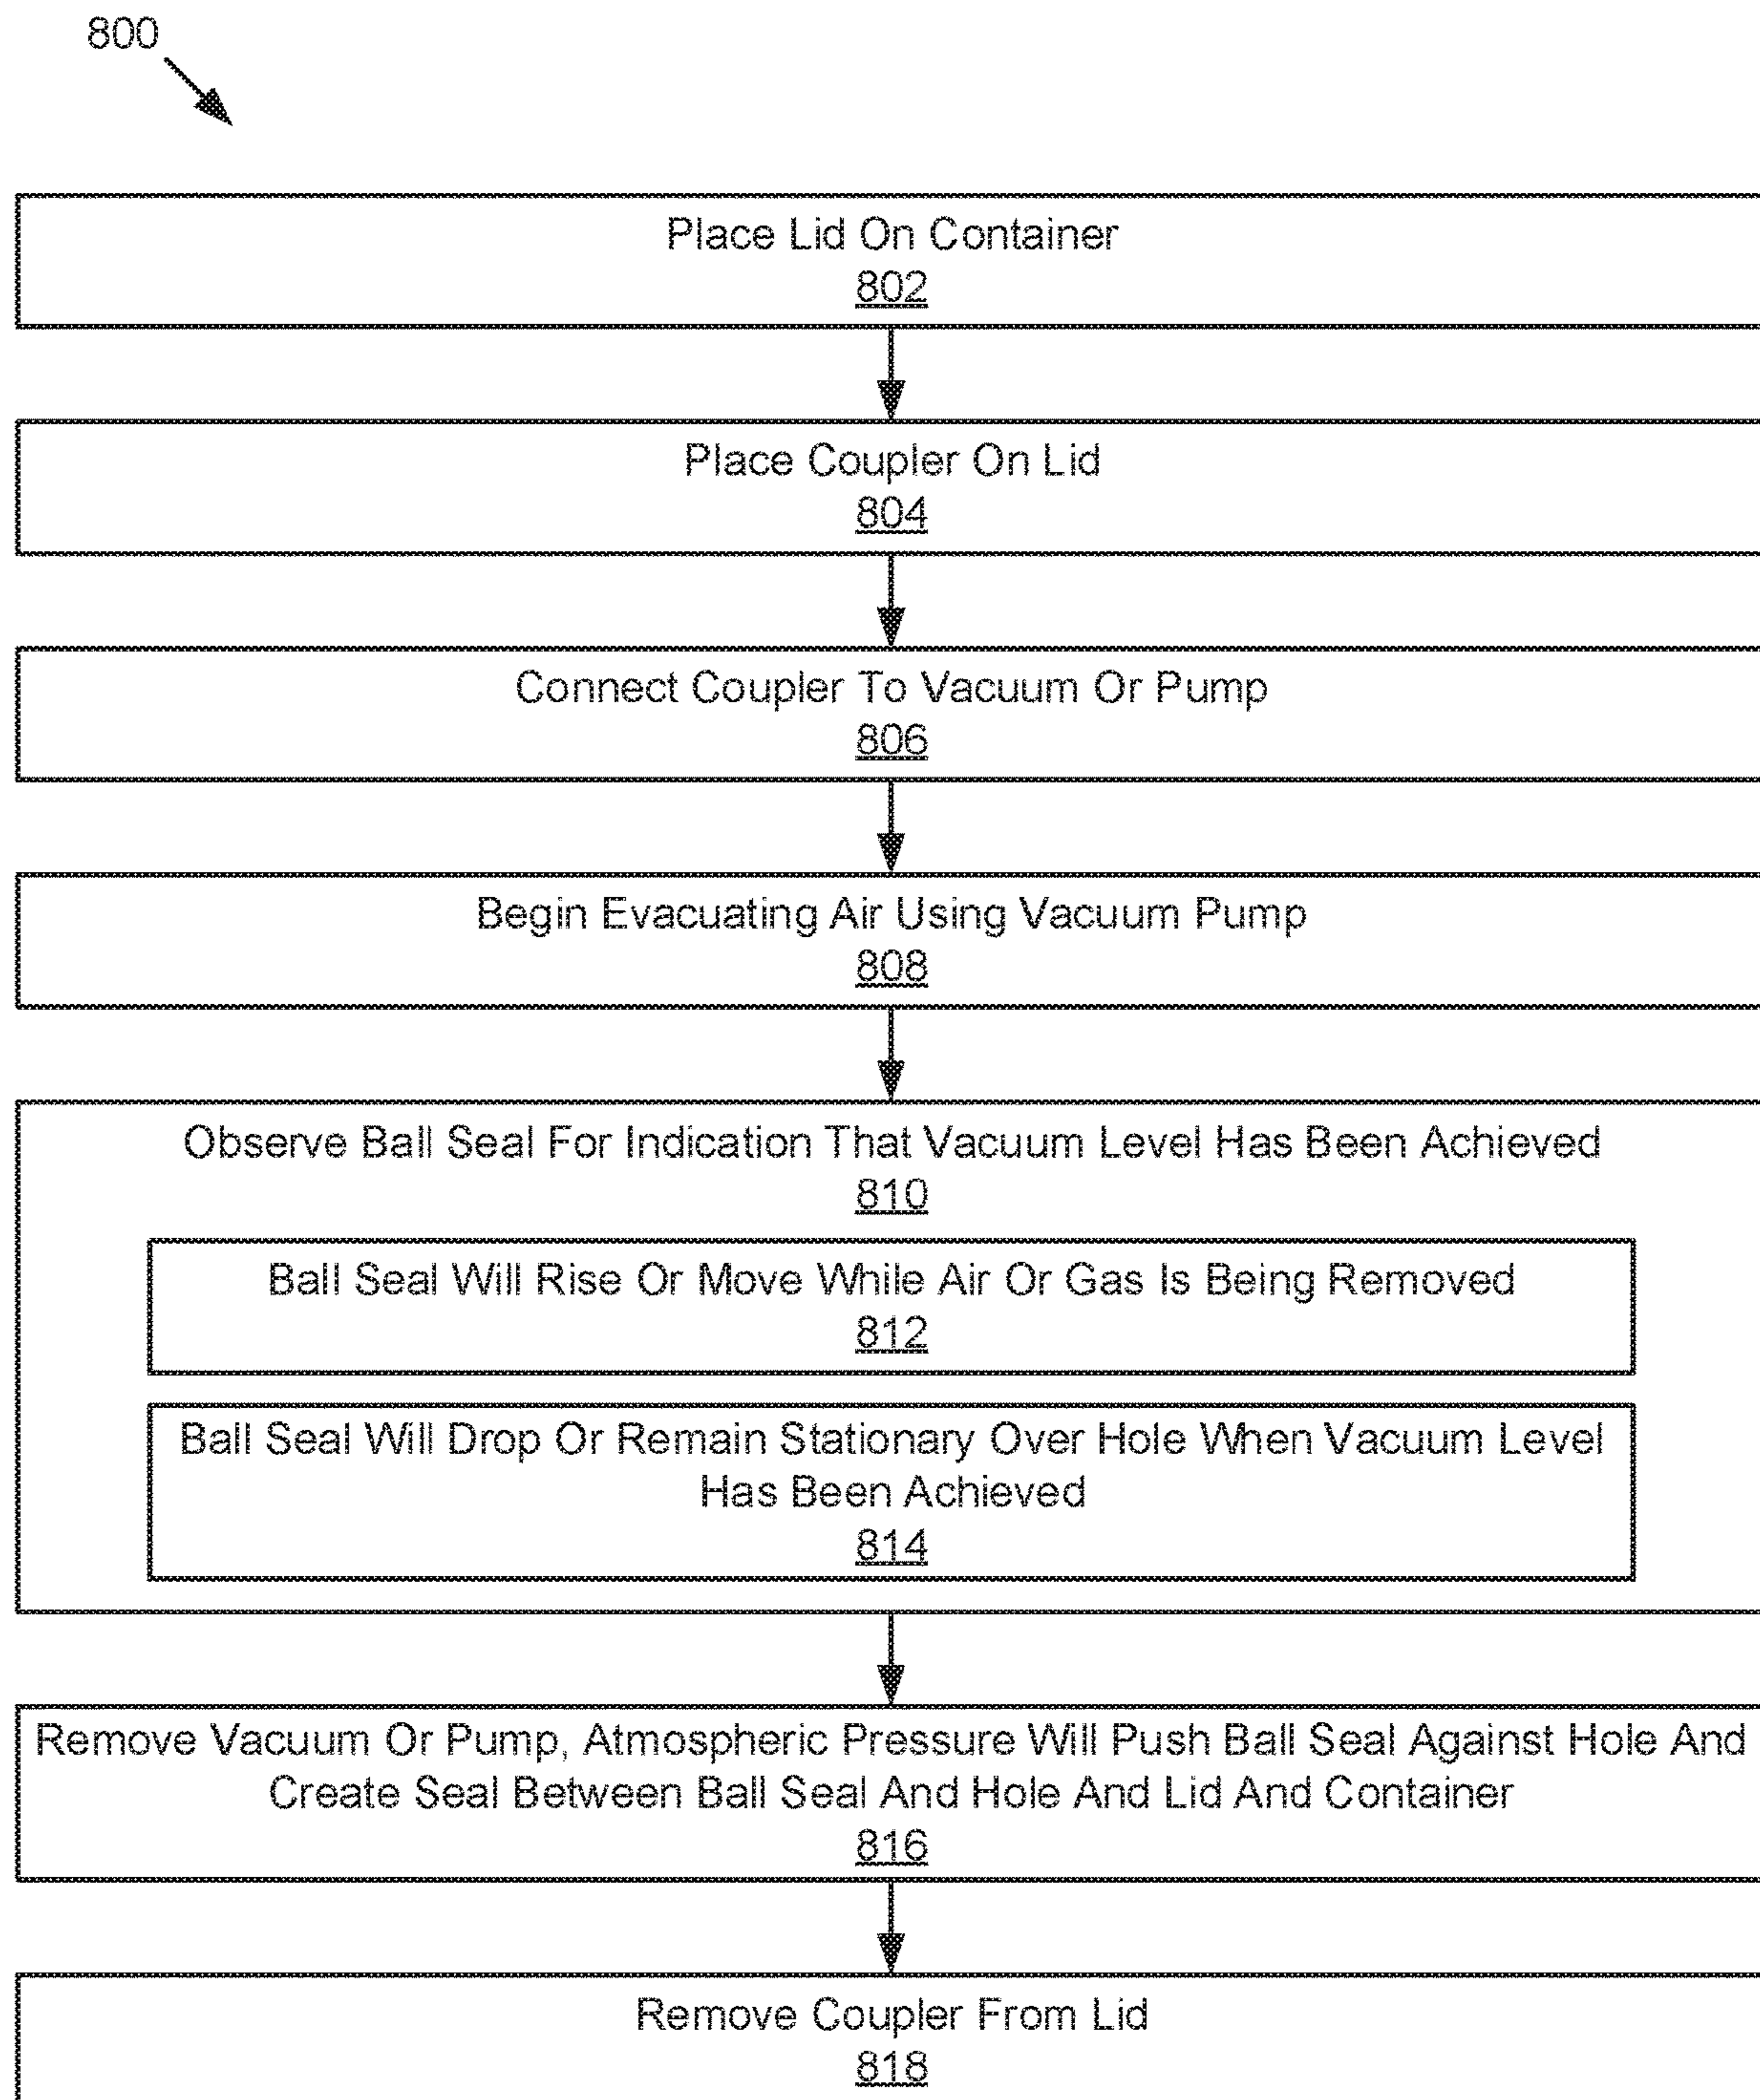 800
Place Lid On Container
802
Place Coupler On Lid
804
Connect Coupler To Vacuum Or Pump
806
Begin Evacuating Air Using Vacuum Pump
808
Observe Ball Seal For Indication That Vacuum Level Has Been Achieved
810
Ball Seal Will Rise Or Move While Air Or Gas Is Being Removed
812
Ball Seal Will Drop Or Remain Stationary Over Hole When Vacuum Level
Has Been Achieved
814
Remove Vacuum Or Pump, Atmospheric Pressure Will Push Ball Seal Against Hole And
Create Seal Between Ball Seal And Hole And Lid And Container
816
Remove Coupler From Lid
818